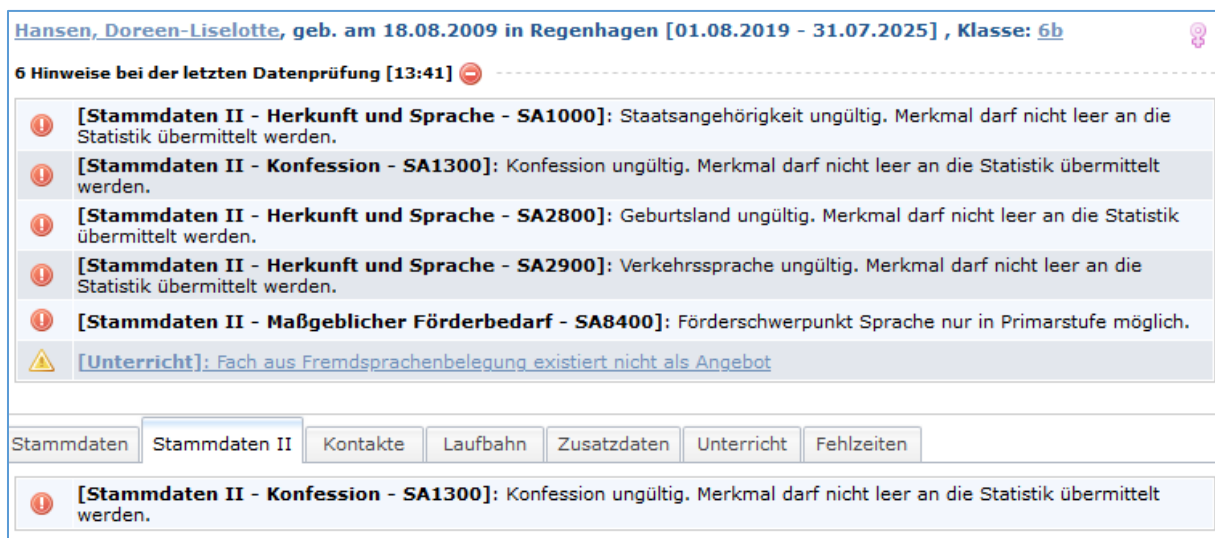 Hansen, Doreen-Liselotte, geb. am 18.08.2009 in Regenhagen [01.08.2019 - 31.07.2025] , Klasse: 6b
6 Hinweise bei der letzten Datenprüfung [13:41]
[Stammdaten II - Herkunft und Sprache - SA1000]: Staatsangehörigkeit ungültig. Merkmal darf nicht leer an die
Statistik übermittelt werden.
[Stammdaten II - Konfession - SA1300]: Konfession ungültig. Merkmal darf nicht leer an die Statistik übermittelt
werden.
[Stammdaten II - Herkunft und Sprache - SA2800]: Geburtsland ungültig. Merkmal darf nicht leer an die Statistik
übermittelt werden.
[Stammdaten II - Herkunft und Sprache - SA2900]: Verkehrssprache ungültig. Merkmal darf nicht leer an die
Statistik übermittelt werden.
[Stammdaten II - Maßgeblicher Förderbedarf - SA8400]: Förderschwerpunkt Sprache nur in Primarstufe möglich.
[Unterricht]: Fach aus Fremdsprachenbelegung existiert nicht als Angebot
Stammdaten Stammdaten II Kontakte Laufbahn Zusatzdaten Unterricht Fehlzeiten
[Stammdaten II - Konfession - SA1300]: Konfession ungültig. Merkmal darf nicht leer an die Statistik übermittelt
werden.